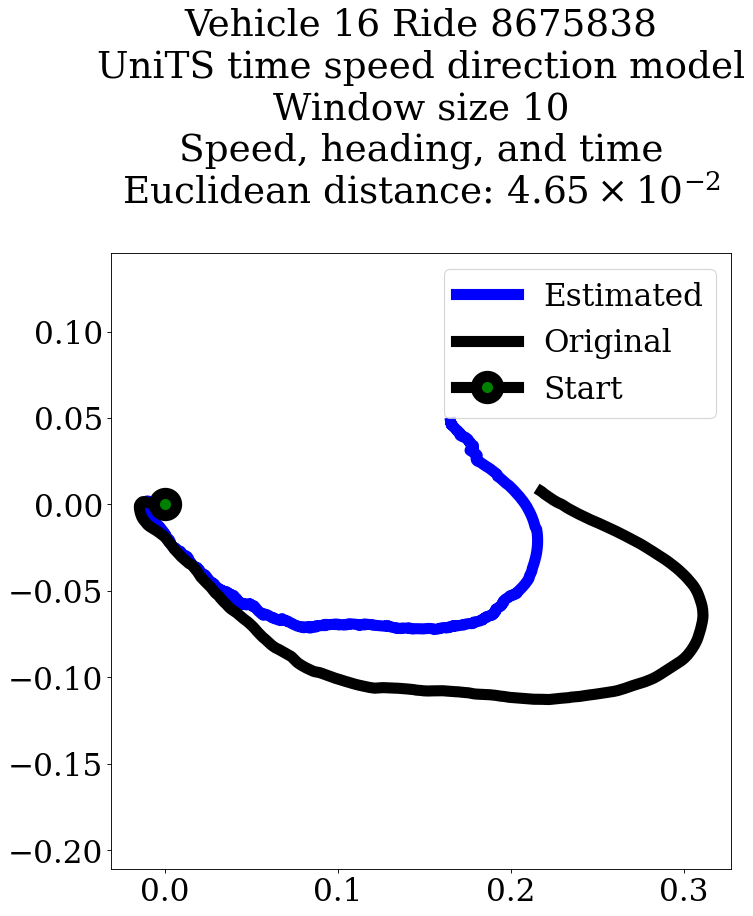 Vehicle 16 Ride 8675838
UniTS time speed direction model
Window size 10
Speed, heading, and time
Euclidean distance: 4.65 × 10⁻²
Estimated
Original
Start
0.10
0.05
0.00
−0.05
−0.10
−0.15
−0.20
0.0 0.1 0.2 0.3